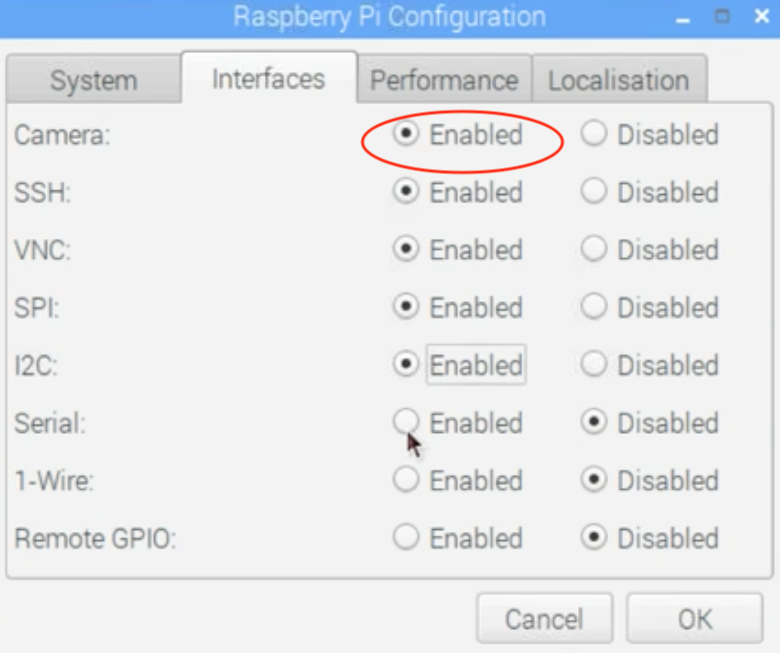 Raspberry Pi Configuration
System Interfaces Performance Localisation
Camera: Enabled Disabled
SSH: Enabled Disabled
VNC: Enabled Disabled
SPI: Enabled Disabled
I2C: Enabled Disabled
Serial: Enabled Disabled
1-Wire: Enabled Disabled
Remote GPIO: Enabled Disabled
Cancel OK